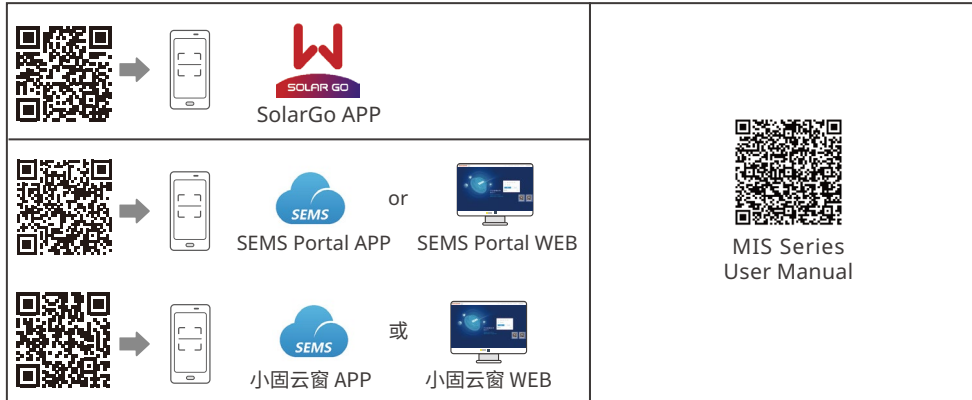 SOLAR GO
SolarGo APP
SEMS
or
SEMS Portal APP
SEMS Portal WEB
SEMS
或
小固云窗 APP
小固云窗 WEB
MIS Series
User Manual